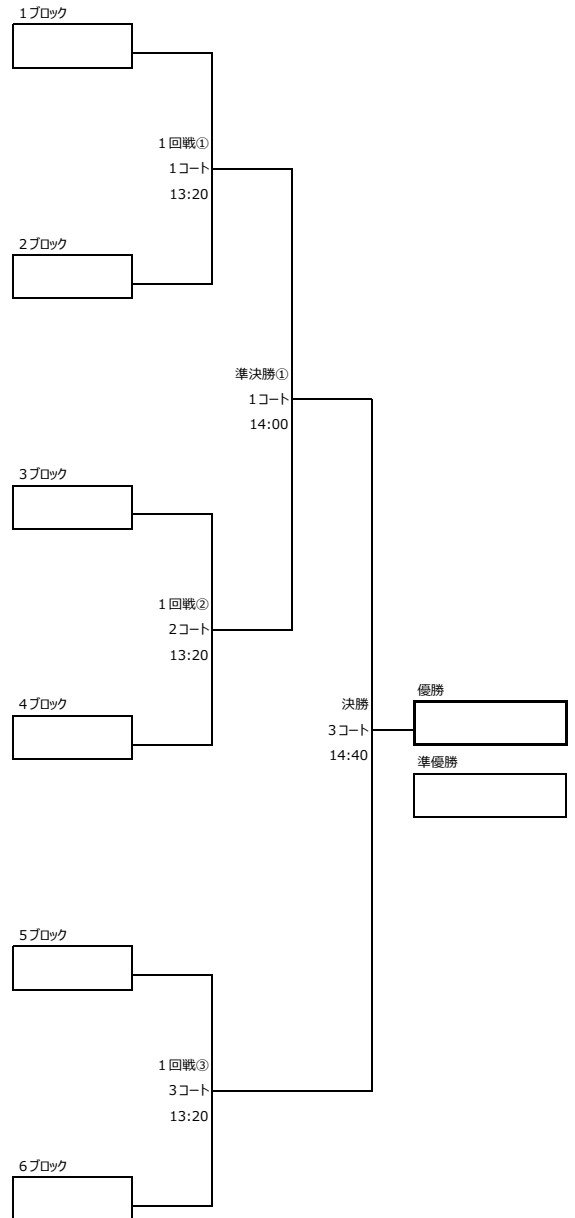 1ブロック
1回戦①
1コート
13:20
2ブロック
準決勝①
1コート
14:00
3ブロック
1回戦②
2コート
13:20
4ブロック
決勝
3コート
14:40
優勝
準優勝
5ブロック
1回戦③
3コート
13:20
6ブロック